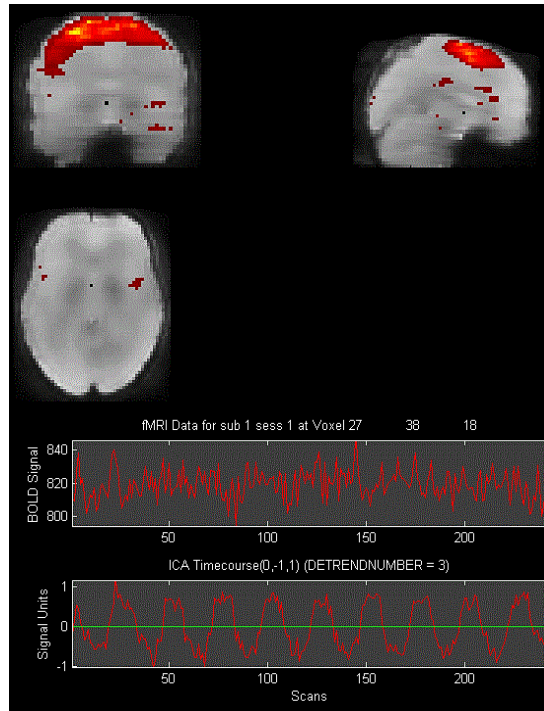 fMRI Data for sub 1 sess 1 at Voxel 27 38 18
BOLD Signal
840
820
800
50 100 150 200
ICA Timecourse(0,-1,1) (DETRENDNUMBER = 3)
Signal Units
1
0
-1
50 100 150 200
Scans